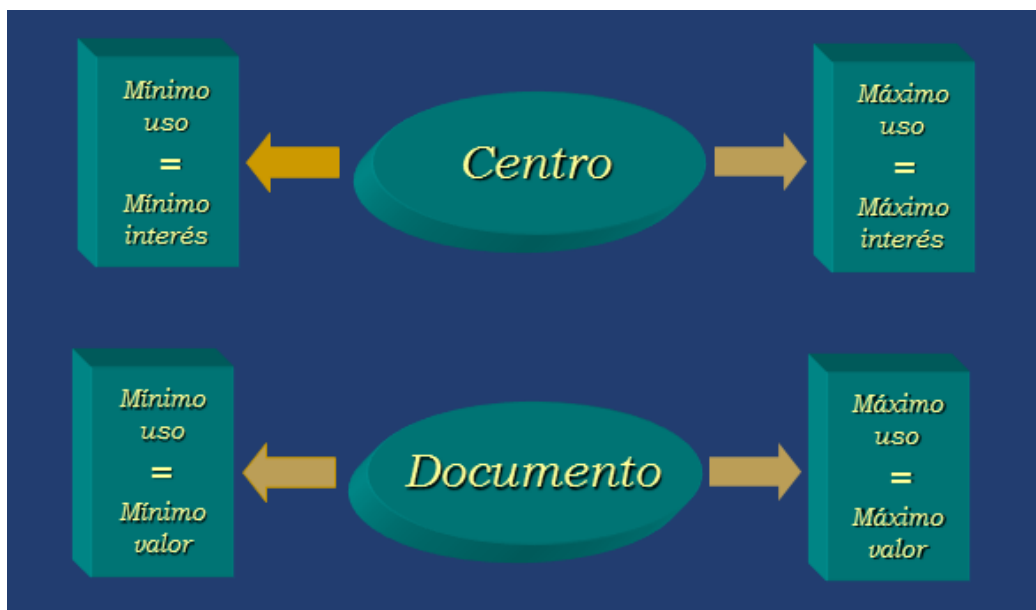 Mínimo
uso
=
Mínimo
interés
Centro
Máximo
uso
=
Máximo
interés
Mínimo
uso
=
Mínimo
valor
Documento
Máximo
uso
=
Máximo
valor